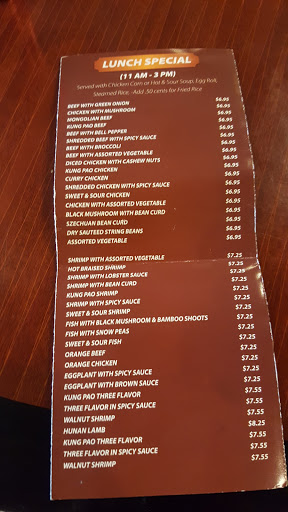 LUNCH SPECIAL
(11 AM - 3 PM)
Served with Chicken Corn or Hot & Sour Soup, Egg Roll,
Steamed Rice, Add .50 cents for Fried Rice
BEEF WITH GREEN ONION $6.95
CHICKEN WITH MUSHROOM $6.95
MONGOLIAN BEEF $6.95
KUNG PAO BEEF $6.95
BEEF WITH BELL PEPPER $6.95
SHREDDED BEEF WITH SPICY SAUCE $6.95
BEEF WITH BROCCOLI $6.95
BEEF WITH ASSORTED VEGETABLE $6.95
DICED CHICKEN WITH CASHEW NUTS $6.95
KUNG PAO CHICKEN $6.95
CURRY CHICKEN $6.95
SHREDDED CHICKEN WITH SPICY SAUCE $6.95
SWEET & SOUR CHICKEN $6.95
CHICKEN WITH ASSORTED VEGETABLE $6.95
BLACK MUSHROOM WITH BEAN CURD $6.95
SZECHUAN BEAN CURD $6.95
DRY SAUTEED STRING BEANS $6.95
ASSORTED VEGETABLE $6.95
SHRIMP WITH ASSORTED VEGETABLE $7.25
HOT BRAISED SHRIMP $7.25
SHRIMP WITH LOBSTER SAUCE $7.25
SHRIMP WITH BEAN CURD $7.25
KUNG PAO SHRIMP $7.25
SHRIMP WITH SPICY SAUCE $7.25
SWEET & SOUR SHRIMP $7.25
FISH WITH BLACK MUSHROOM & BAMBOO SHOOTS $7.25
FISH WITH SNOW PEAS $7.25
SWEET & SOUR FISH $7.25
ORANGE BEEF $7.25
ORANGE CHICKEN $7.25
EGGPLANT WITH SPICY SAUCE $7.25
EGGPLANT WITH BROWN SAUCE $7.25
KUNG PAO THREE FLAVOR $7.55
THREE FLAVOR IN SPICY SAUCE $7.55
WALNUT SHRIMP $7.55
HUNAN LAMB $8.25
KUNG PAO THREE FLAVOR $7.55
THREE FLAVOR IN SPICY SAUCE $7.55
WALNUT SHRIMP $7.55